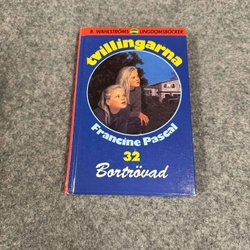 B. WAHLSTRÖMS UNGDOMSBÖCKER
tvillingarna
Francine Pascal
32
Bortrövad